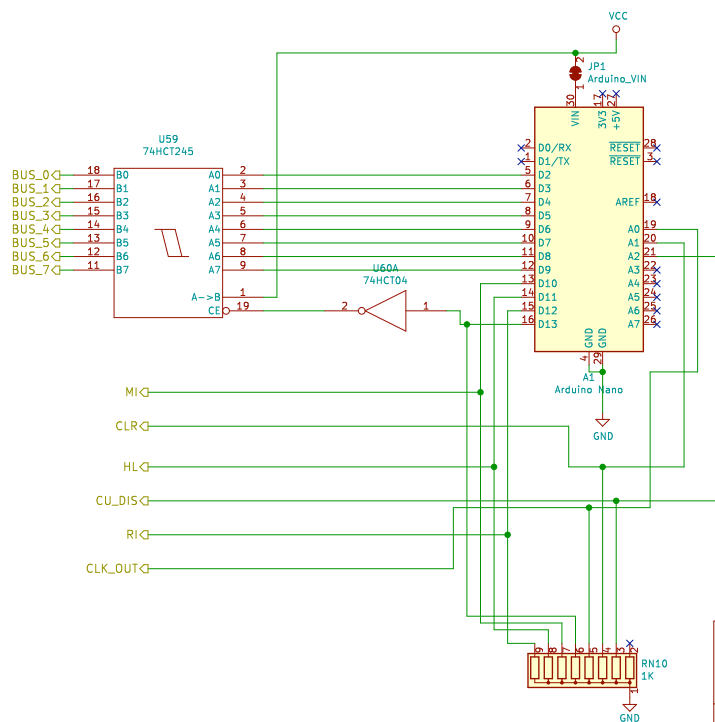 VCC
JP1
Arduino_VIN
2
1
30
17
27
VIN
3V3
+5V
U59
74HCT245
BUS_0 18 B0 A0 2
BUS_1 17 B1 A1 3
BUS_2 16 B2 A2 4
BUS_3 15 B3 A3 5
BUS_4 14 B4 A4 6
BUS_5 13 B5 A5 7
BUS_6 12 B6 A6 8
BUS_7 11 B7 A7 9
A->B 1
CE 19
U60A
74HCT04
2 1
2 D0/RX RESET 28
1 D1/TX RESET 3
5 D2
6 D3
7 D4 AREF 18
8 D5
9 D6 A0 19
10 D7 A1 20
11 D8 A2 21
12 D9 A3 22
13 D10 A4 23
14 D11 A5 24
15 D12 A6 25
16 D13 A7 26
GND
GND
4
29
A1
Arduino Nano
GND
MI
CLR
HL
CU_DIS
RI
CLK_OUT
9 8 7 6 5 4 3 2
RN10
1K
1
GND